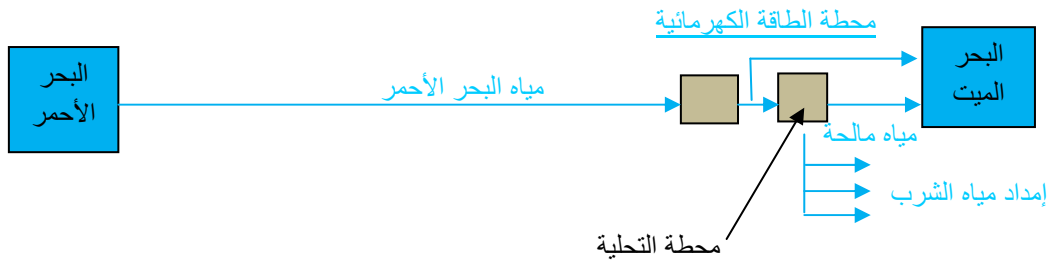 محطة الطاقة الكهرمائية
البحر
الأحمر
مياه البحر الأحمر
البحر
الميت
مياه مالحة
إمداد مياه الشرب
محطة التحلية